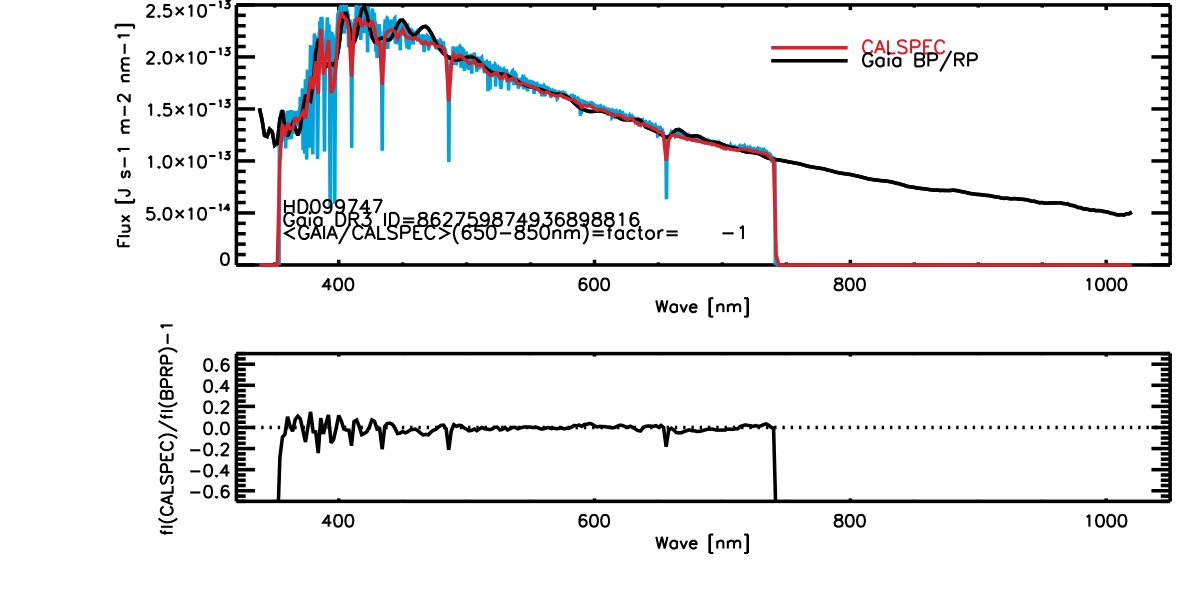 Flux [J s-1 m-2 nm-1]
2.5×10⁻¹³
2.0×10⁻¹³
1.5×10⁻¹³
1.0×10⁻¹³
5.0×10⁻¹⁴
0
CALSPEC
Gaia BP/RP
HD099747
Gaia DR3 ID=862759874936898816
<GAIA/CALSPEC>(650-850nm)=factor= -1
400 600 800 1000
Wave [nm]
fl(CALSPEC)/fl(BPRP)-1
0.6
0.4
0.2
0.0
-0.2
-0.4
-0.6
400 600 800 1000
Wave [nm]